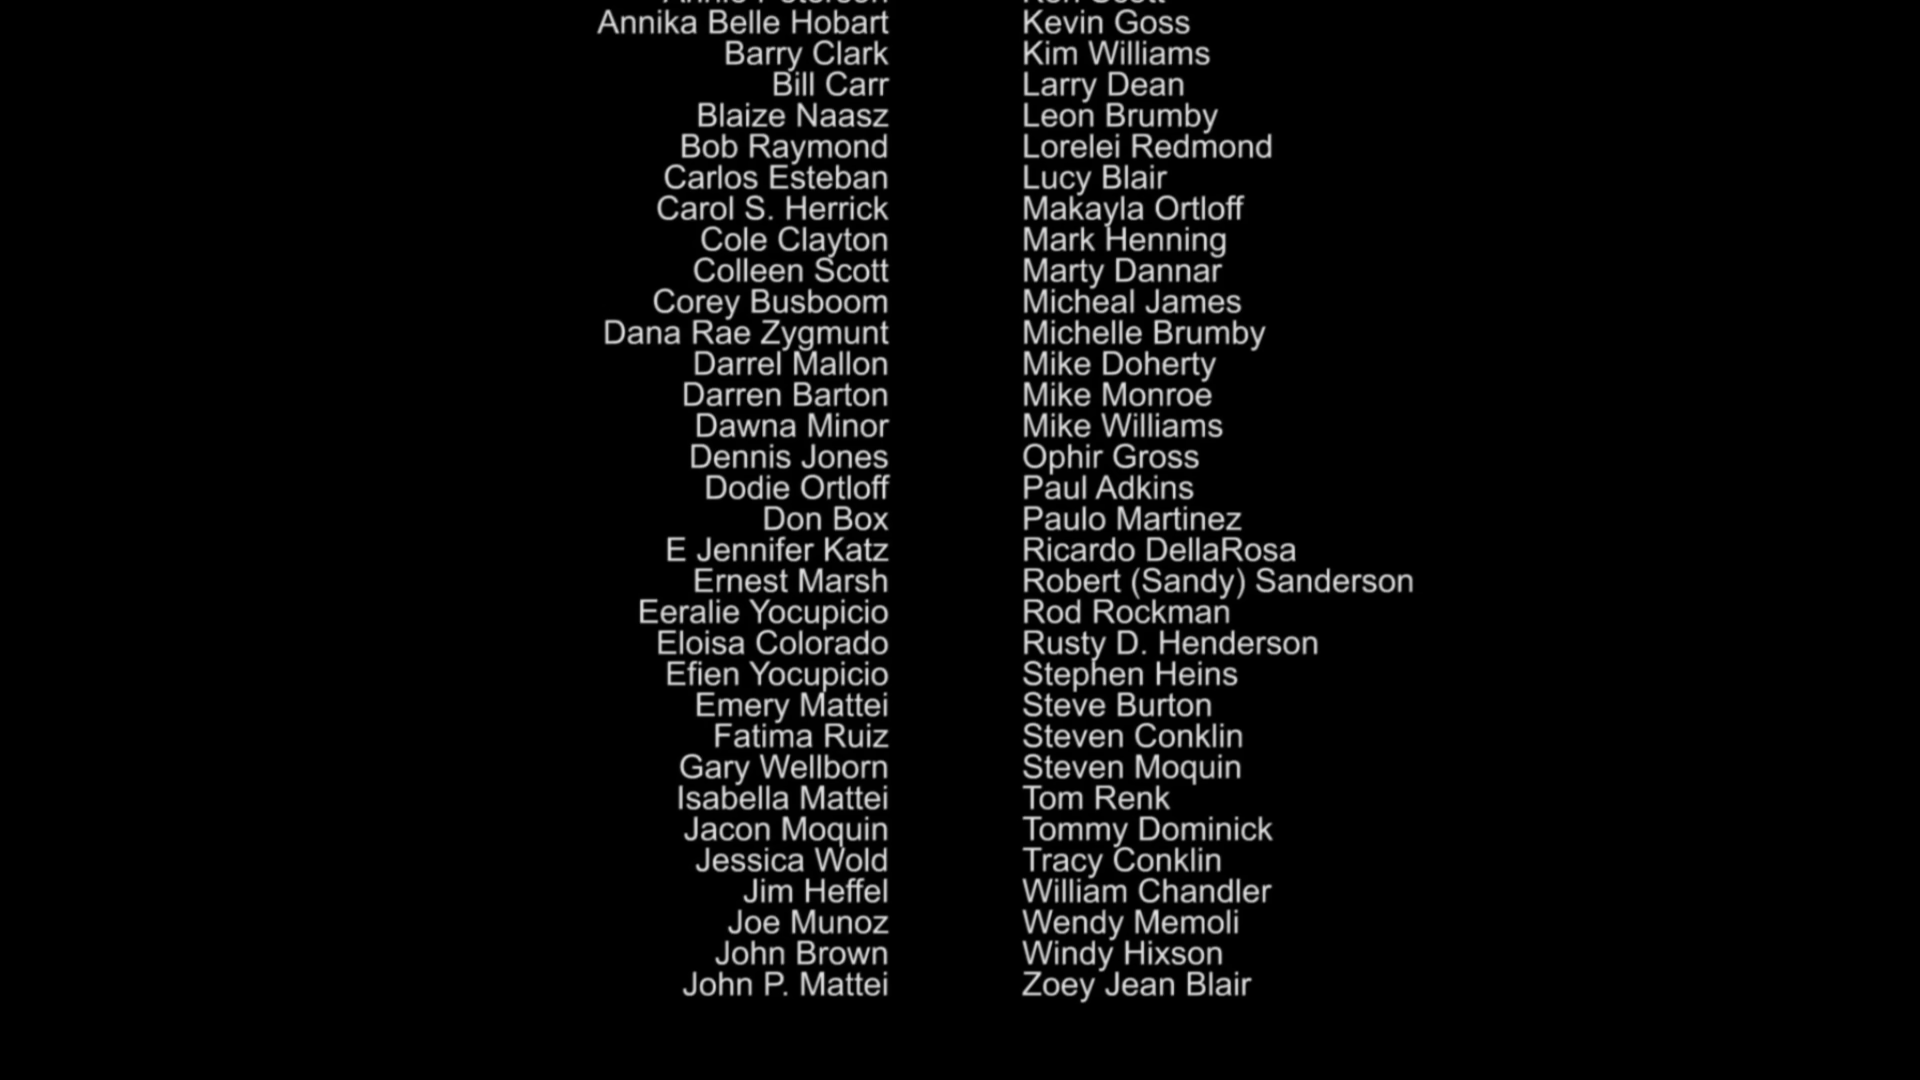 Annika Belle Hobart Kevin Goss
Barry Clark Kim Williams
Bill Carr Larry Dean
Blaize Naasz Leon Brumby
Bob Raymond Lorelei Redmond
Carlos Esteban Lucy Blair
Carol S. Herrick Makayla Ortloff
Cole Clayton Mark Henning
Colleen Scott Marty Dannar
Corey Busboom Micheal James
Dana Rae Zygmunt Michelle Brumby
Darrel Mallon Mike Doherty
Darren Barton Mike Monroe
Dawna Minor Mike Williams
Dennis Jones Ophir Gross
Dodie Ortloff Paul Adkins
Don Box Paulo Martinez
E Jennifer Katz Ricardo DellaRosa
Ernest Marsh Robert (Sandy) Sanderson
Eeralie Yocupicio Rod Rockman
Eloisa Colorado Rusty D. Henderson
Efien Yocupicio Stephen Heins
Emery Mattei Steve Burton
Fatima Ruiz Steven Conklin
Gary Wellborn Steven Moquin
Isabella Mattei Tom Renk
Jacon Moquin Tommy Dominick
Jessica Wold Tracy Conklin
Jim Heffel William Chandler
Joe Munoz Wendy Memoli
John Brown Windy Hixson
John P. Mattei Zoey Jean Blair